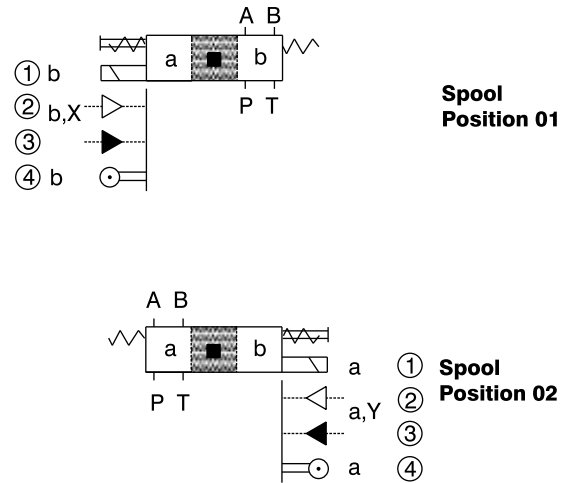 A B
a b
① b
P T
② b,X
③
④ b
Spool
Position 01
A B
a b
P T
a ①
a,Y ②
③
a ④
Spool
Position 02